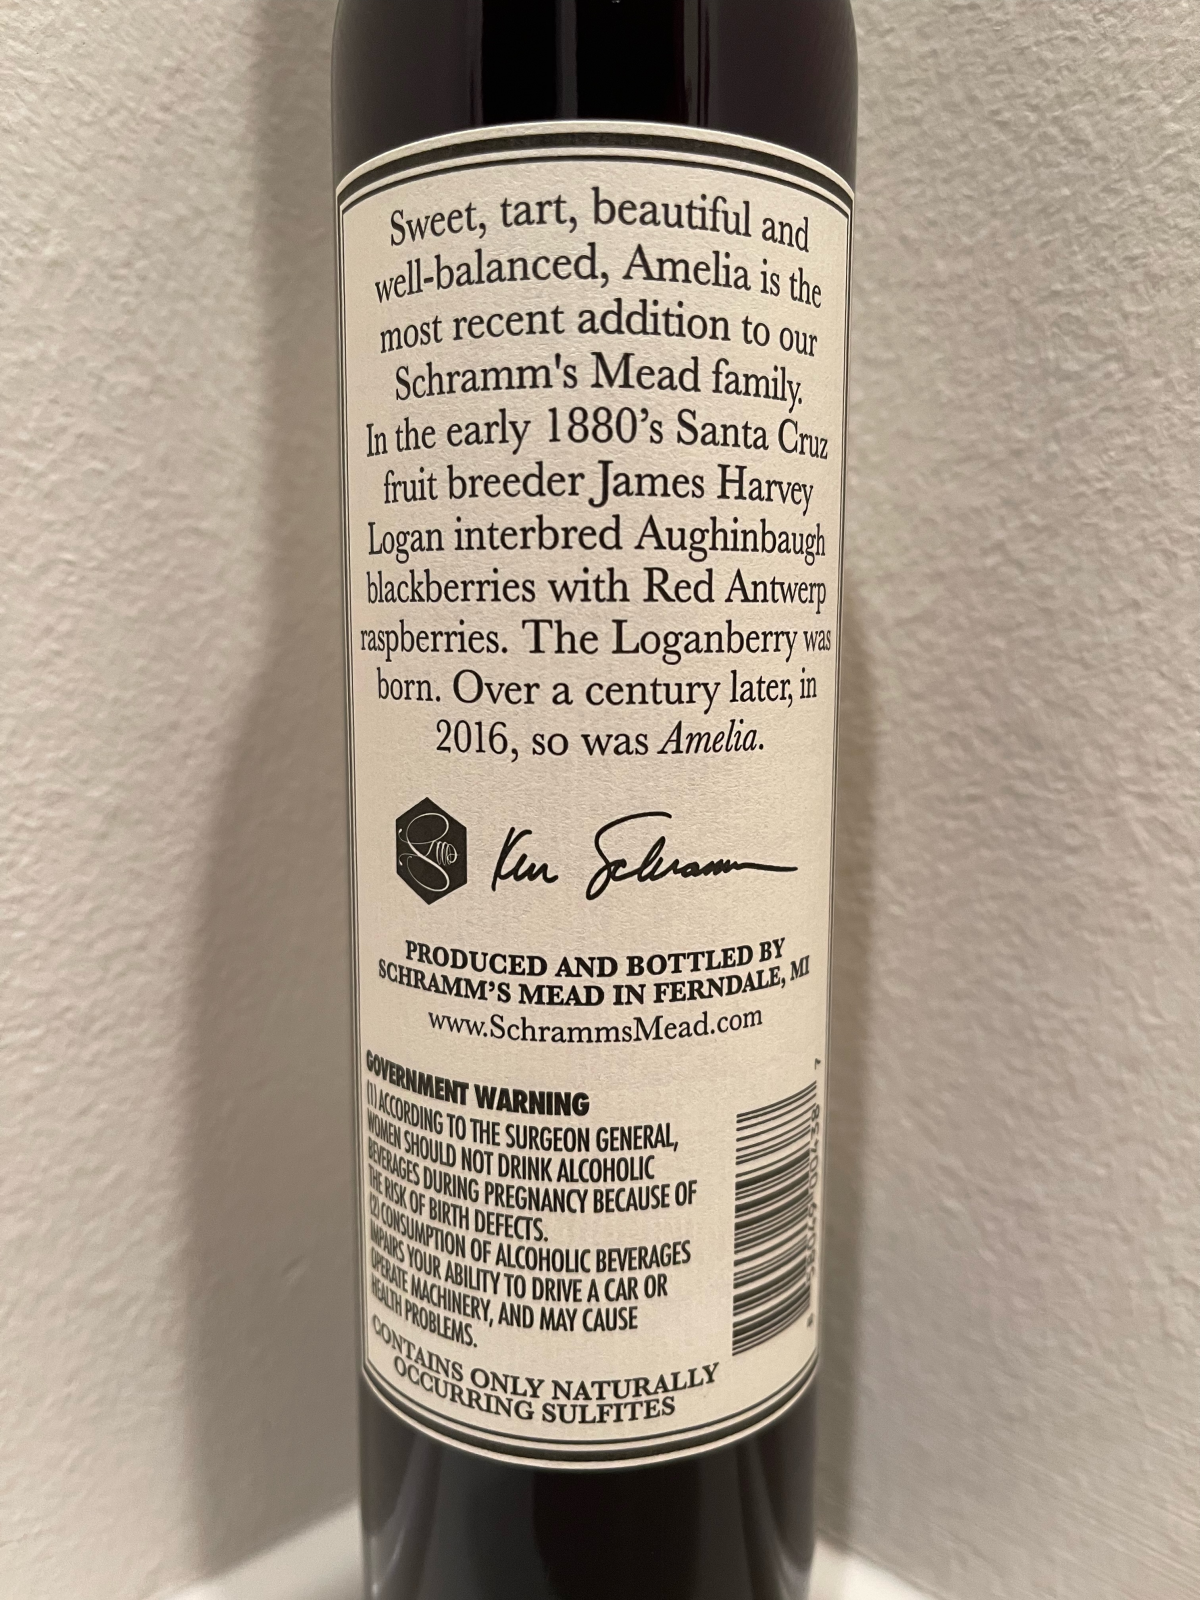 Sweet, tart, beautiful and
well-balanced, Amelia is the
most recent addition to our
Schramm's Mead family.
In the early 1880’s Santa Cruz
fruit breeder James Harvey
Logan interbred Aughinbaugh
blackberries with Red Antwerp
raspberries. The Loganberry was
born. Over a century later, in
2016, so was Amelia.
Ken Schramm
PRODUCED AND BOTTLED BY
SCHRAMM’S MEAD IN FERNDALE, MI
www.SchrammsMead.com
GOVERNMENT WARNING
(1) ACCORDING TO THE SURGEON GENERAL,
WOMEN SHOULD NOT DRINK ALCOHOLIC
BEVERAGES DURING PREGNANCY BECAUSE OF
THE RISK OF BIRTH DEFECTS.
(2) CONSUMPTION OF ALCOHOLIC BEVERAGES
IMPAIRS YOUR ABILITY TO DRIVE A CAR OR
OPERATE MACHINERY, AND MAY CAUSE
HEALTH PROBLEMS.
CONTAINS ONLY NATURALLY
OCCURRING SULFITES